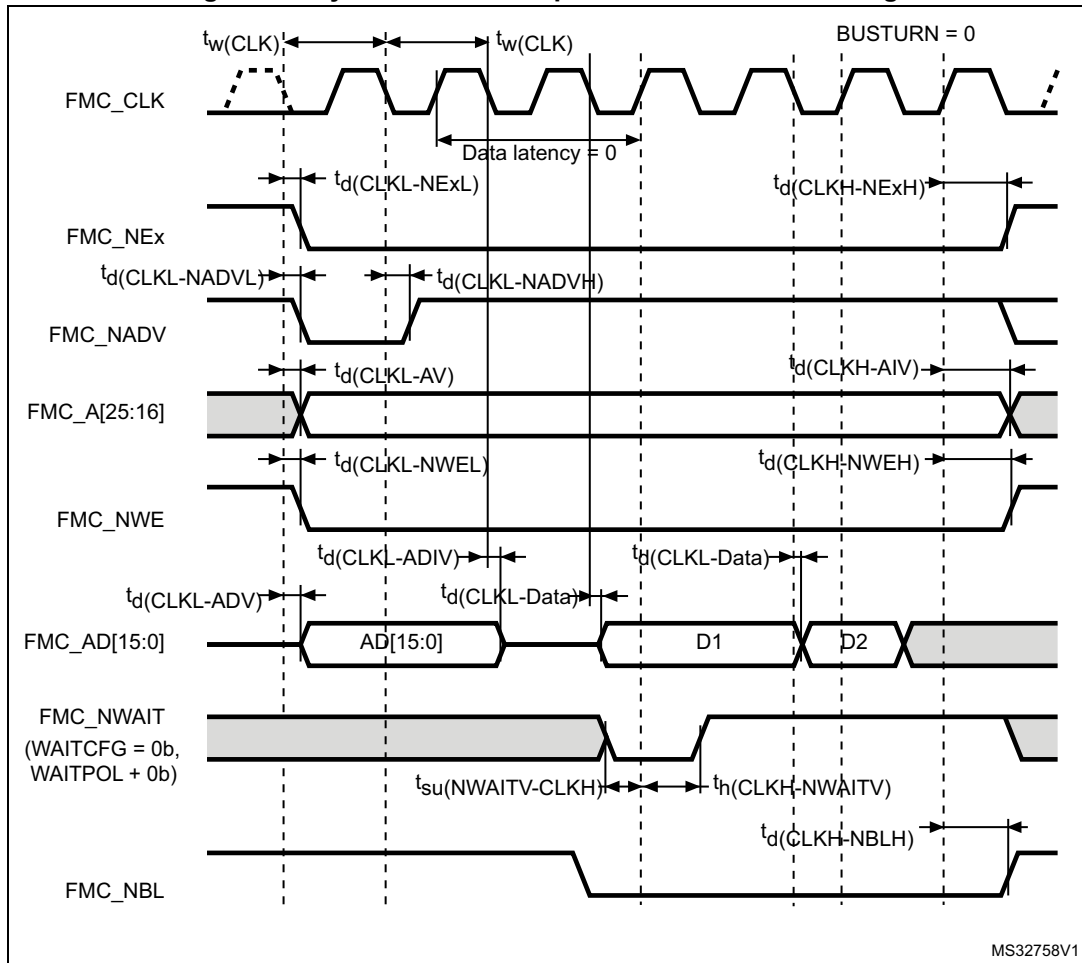 tw(CLK) tw(CLK) BUSTURN = 0
FMC_CLK
Data latency = 0
td(CLKL-NExL) td(CLKH-NExH)
FMC_NEx
td(CLKL-NADVL) td(CLKL-NADVH)
FMC_NADV
td(CLKL-AV) td(CLKH-AIV)
FMC_A[25:16]
td(CLKL-NWEL) td(CLKH-NWEH)
FMC_NWE
td(CLKL-ADIV) td(CLKL-Data)
td(CLKL-ADV) td(CLKL-Data)
FMC_AD[15:0] AD[15:0] D1 D2
FMC_NWAIT
(WAITCFG = 0b,
WAITPOL + 0b)
tsu(NWAITV-CLKH) th(CLKH-NWAITV)
td(CLKH-NBLH)
FMC_NBL
MS32758V1